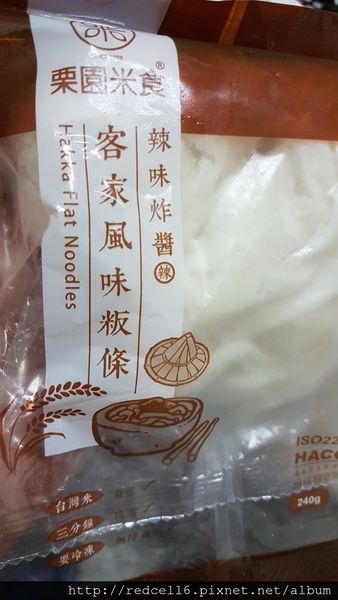 栗園米食®
辣味炸醬
辣
客家風味粄條
Hakka Flat Noodles
台灣米
三分鐘
要冷凍
ISO22
HAC
240g
http://redcell6.pixnet.net/album